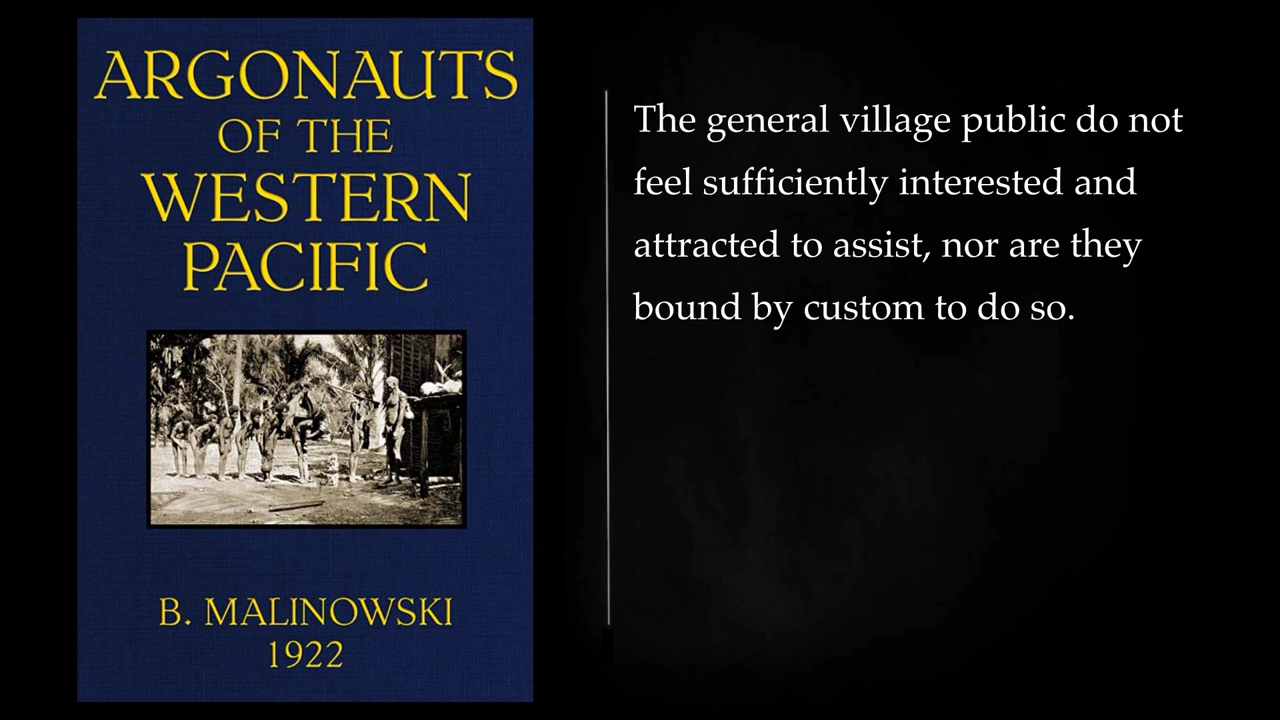 ARGONAUTS
OF THE
WESTERN
PACIFIC
B. MALINOWSKI
1922
The general village public do not
feel sufficiently interested and
attracted to assist, nor are they
bound by custom to do so.